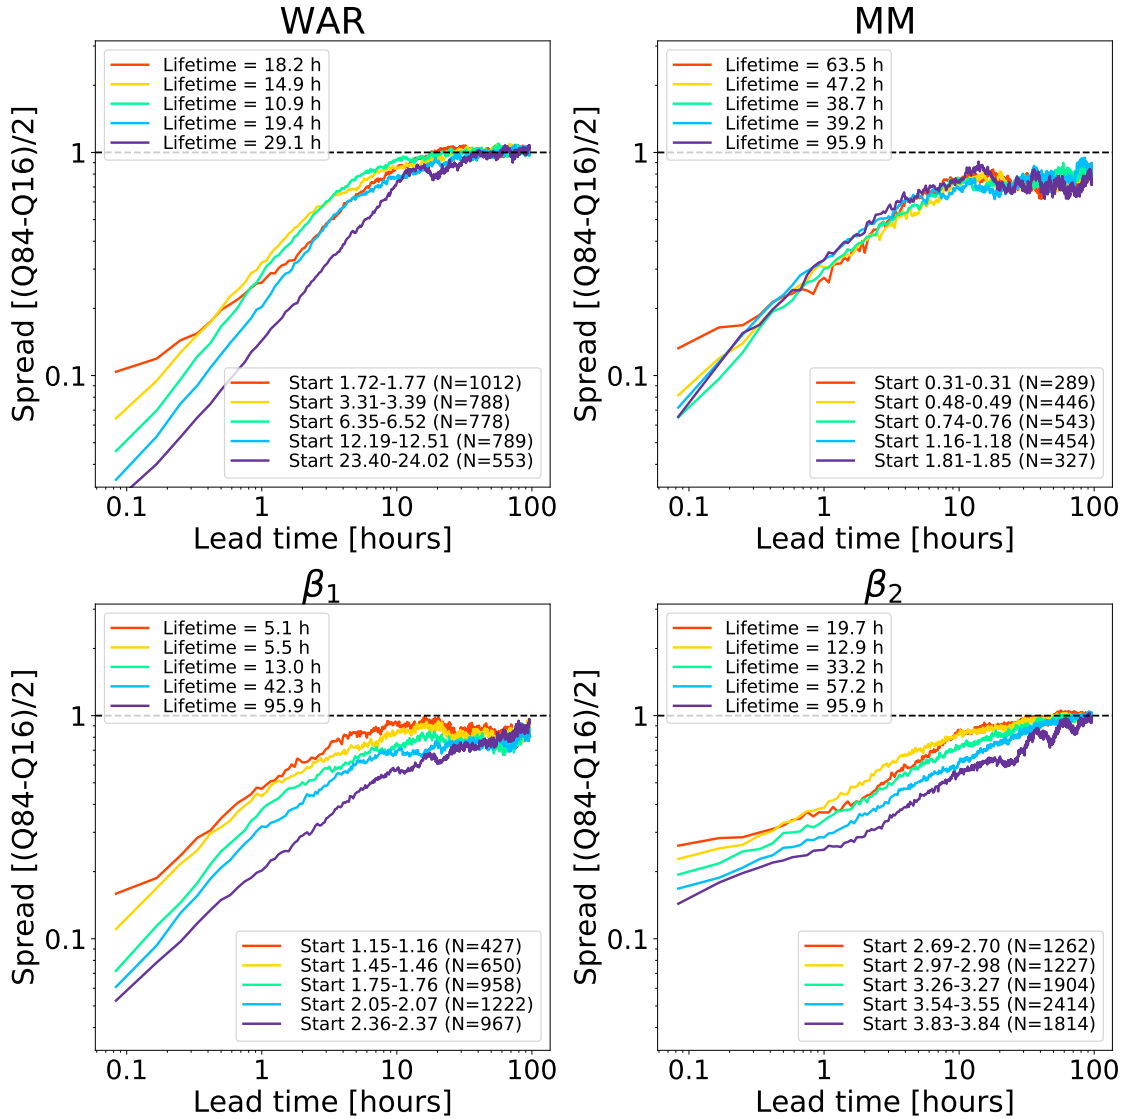 WAR
Spread [(Q84-Q16)/2]
1
0.1
Lifetime = 18.2 h
Lifetime = 14.9 h
Lifetime = 10.9 h
Lifetime = 19.4 h
Lifetime = 29.1 h
Start 1.72-1.77 (N=1012)
Start 3.31-3.39 (N=788)
Start 6.35-6.52 (N=778)
Start 12.19-12.51 (N=789)
Start 23.40-24.02 (N=553)
0.1 1 10 100
Lead time [hours]
MM
Spread [(Q84-Q16)/2]
1
0.1
Lifetime = 63.5 h
Lifetime = 47.2 h
Lifetime = 38.7 h
Lifetime = 39.2 h
Lifetime = 95.9 h
Start 0.31-0.31 (N=289)
Start 0.48-0.49 (N=446)
Start 0.74-0.76 (N=543)
Start 1.16-1.18 (N=454)
Start 1.81-1.85 (N=327)
0.1 1 10 100
Lead time [hours]
β₁
Spread [(Q84-Q16)/2]
1
0.1
Lifetime = 5.1 h
Lifetime = 5.5 h
Lifetime = 13.0 h
Lifetime = 42.3 h
Lifetime = 95.9 h
Start 1.15-1.16 (N=427)
Start 1.45-1.46 (N=650)
Start 1.75-1.76 (N=958)
Start 2.05-2.07 (N=1222)
Start 2.36-2.37 (N=967)
0.1 1 10 100
Lead time [hours]
β₂
Spread [(Q84-Q16)/2]
1
0.1
Lifetime = 19.7 h
Lifetime = 12.9 h
Lifetime = 33.2 h
Lifetime = 57.2 h
Lifetime = 95.9 h
Start 2.69-2.70 (N=1262)
Start 2.97-2.98 (N=1227)
Start 3.26-3.27 (N=1904)
Start 3.54-3.55 (N=2414)
Start 3.83-3.84 (N=1814)
0.1 1 10 100
Lead time [hours]